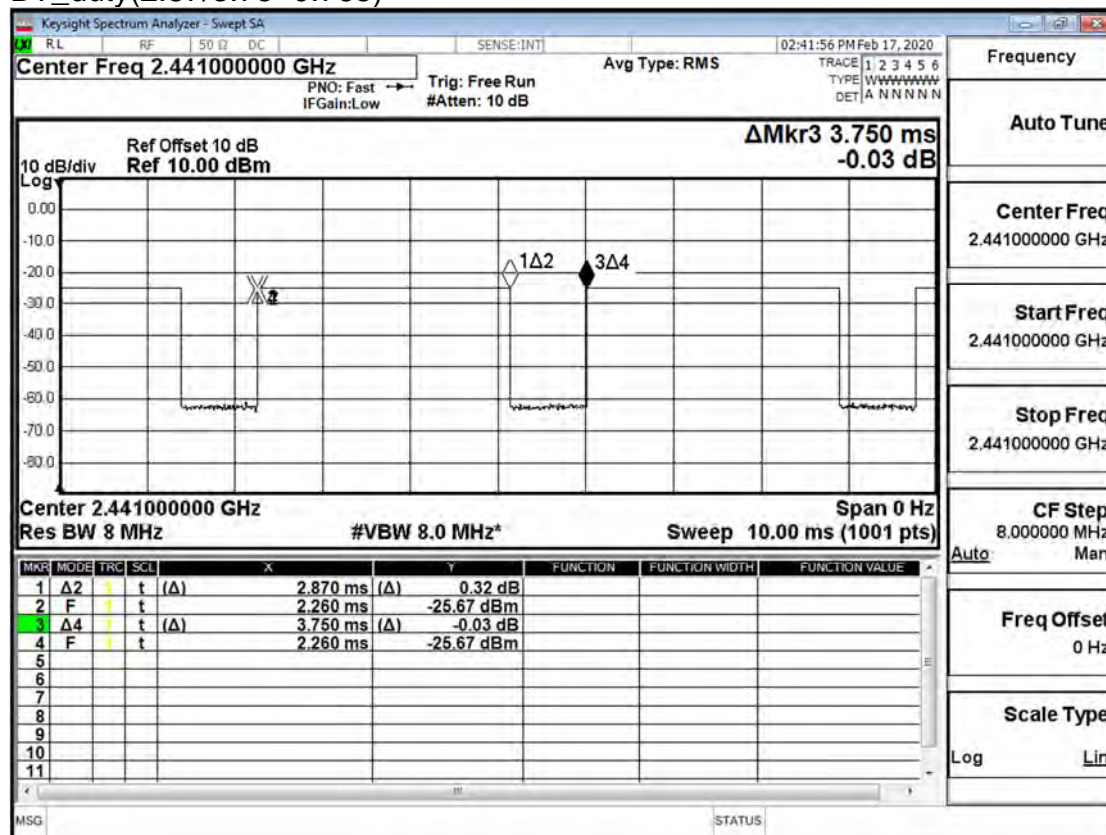 Keysight Spectrum Analyzer - Swept SA
RL RF 50 Ω DC SENSE:INT 02:41:56 PM Feb 17, 2020
Center Freq 2.441000000 GHz
PNO: Fast
IFGain:Low
Trig: Free Run
#Atten: 10 dB
Avg Type: RMS
TRACE 1 2 3 4 5 6
TYPE WWWWWWW
DET A N N N N N
ΔMkr3 3.750 ms
-0.03 dB
Ref Offset 10 dB
10 dB/div Ref 10.00 dBm
Log
0.00
-10.0
-20.0
-30.0
-40.0
-50.0
-60.0
-70.0
-80.0
1Δ2
3Δ4
Center 2.441000000 GHz Span 0 Hz
Res BW 8 MHz #VBW 8.0 MHz* Sweep 10.00 ms (1001 pts)
MKR MODE TRC SCL X Y FUNCTION FUNCTION WIDTH FUNCTION VALUE
1 Δ2 1 t (Δ) 2.870 ms (Δ) 0.32 dB
2 F 1 t 2.260 ms -25.67 dBm
3 Δ4 1 t (Δ) 3.750 ms (Δ) -0.03 dB
4 F 1 t 2.260 ms -25.67 dBm
5
6
7
8
9
10
11
MSG STATUS
Frequency
Auto Tune
Center Freq
2.441000000 GHz
Start Freq
2.441000000 GHz
Stop Freq
2.441000000 GHz
CF Step
8.000000 MHz
Auto Man
Freq Offset
0 Hz
Scale Type
Log Lin